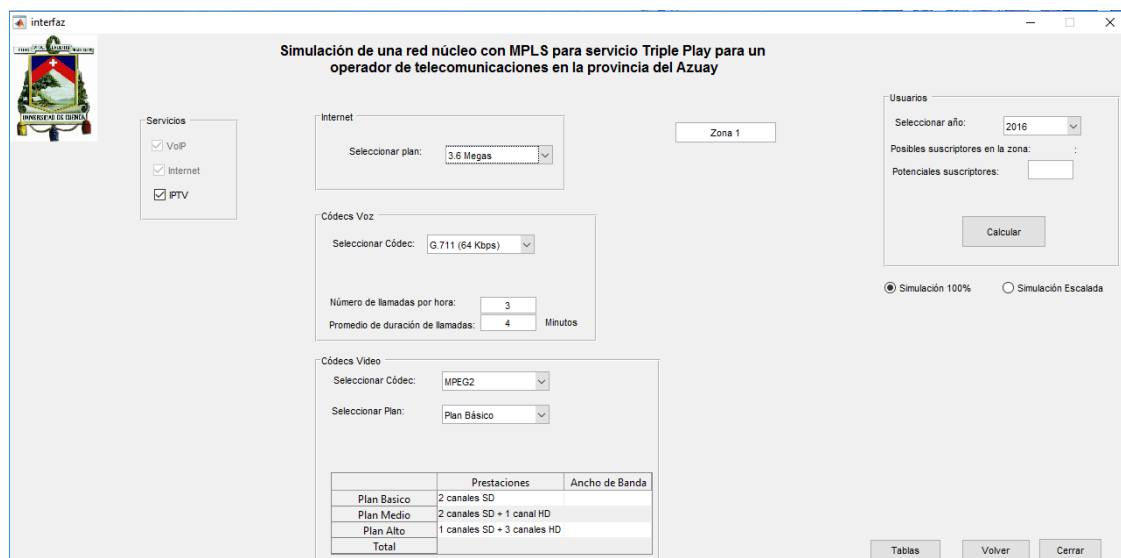 interfaz
Simulación de una red núcleo con MPLS para servicio Triple Play para un
operador de telecomunicaciones en la provincia del Azuay
UNIVERSIDAD DE CUENCA
Servicios
VoIP
Internet
IPTV
Internet
Seleccionar plan: 3.6 Megas
Zona 1
Usuarios
Seleccionar año: 2016
Posibles suscriptores en la zona: :
Potenciales suscriptores:
Calcular
Simulación 100% Simulación Escalada
Códecs Voz
Seleccionar Códec: G.711 (64 Kbps)
Número de llamadas por hora: 3
Promedio de duración de llamadas: 4 Minutos
Códecs Video
Seleccionar Códec: MPEG2
Seleccionar Plan: Plan Básico
Prestaciones Ancho de Banda
Plan Basico 2 canales SD
Plan Medio 2 canales SD + 1 canal HD
Plan Alto 1 canales SD + 3 canales HD
Total
Tablas Volver Cerrar